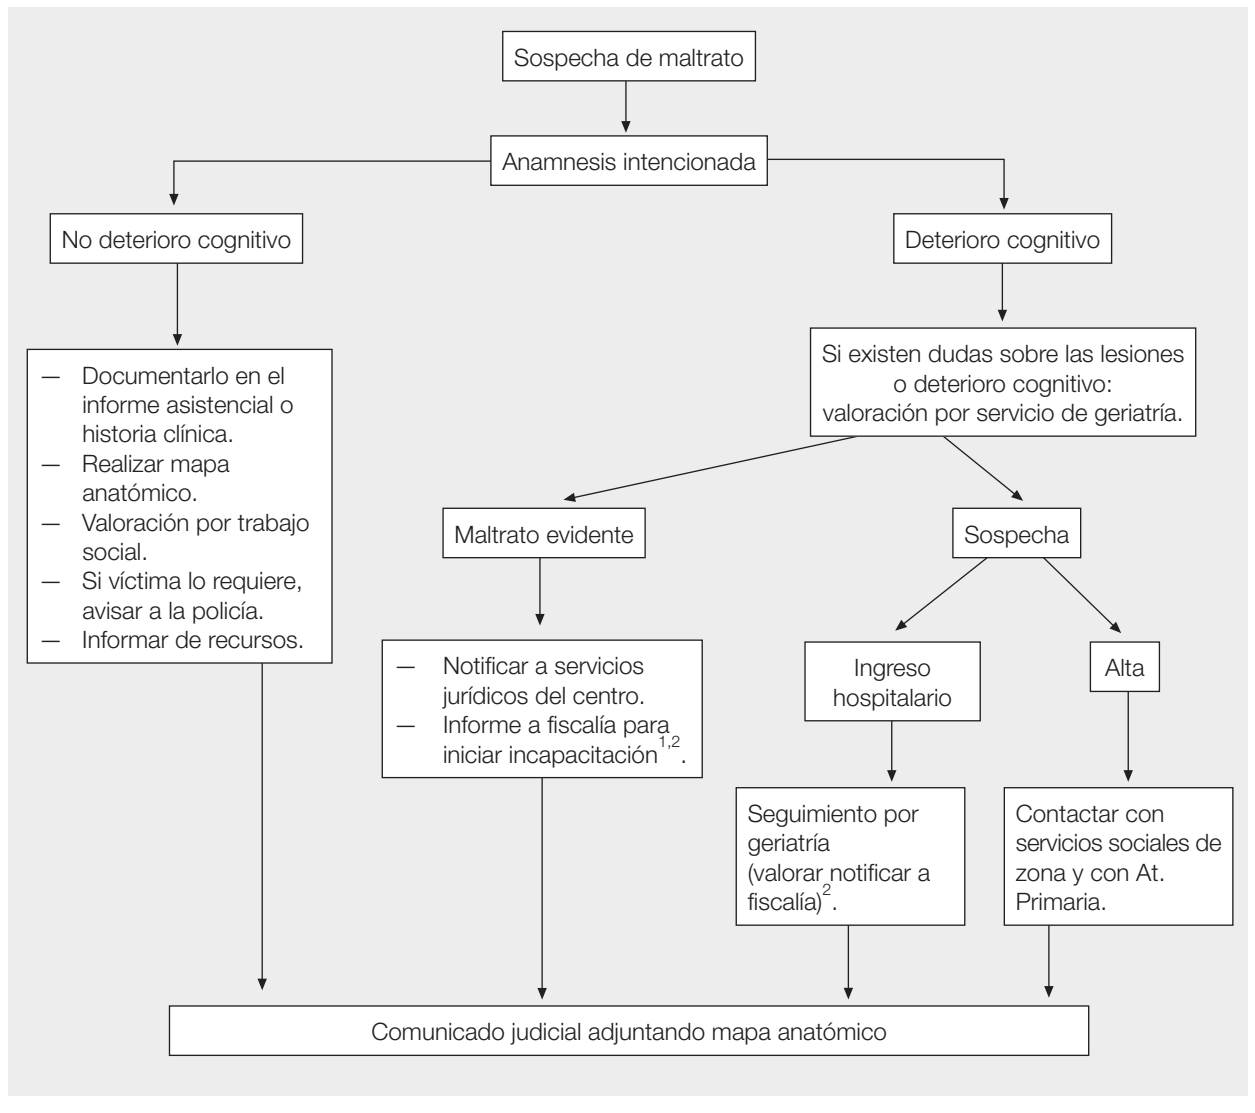 Sospecha de maltrato
Anamnesis intencionada
No deterioro cognitivo
Deterioro cognitivo
— Documentarlo en el
informe asistencial o
historia clínica.
— Realizar mapa
anatómico.
— Valoración por trabajo
social.
— Si víctima lo requiere,
avisar a la policía.
— Informar de recursos.
Si existen dudas sobre las lesiones
o deterioro cognitivo:
valoración por servicio de geriatría.
Maltrato evidente
Sospecha
— Notificar a servicios
jurídicos del centro.
— Informe a fiscalía para
iniciar incapacitación1,2.
Ingreso
hospitalario
Alta
Seguimiento por
geriatría
(valorar notificar a
fiscalía)2.
Contactar con
servicios sociales de
zona y con At.
Primaria.
Comunicado judicial adjuntando mapa anatómico